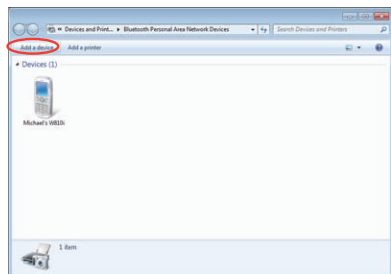 « Devices and Print... ▸ Bluetooth Personal Area Network Devices
Search Devices and Printers
Add a device Add a printer
Devices (1)
Michael's W810i
1 item